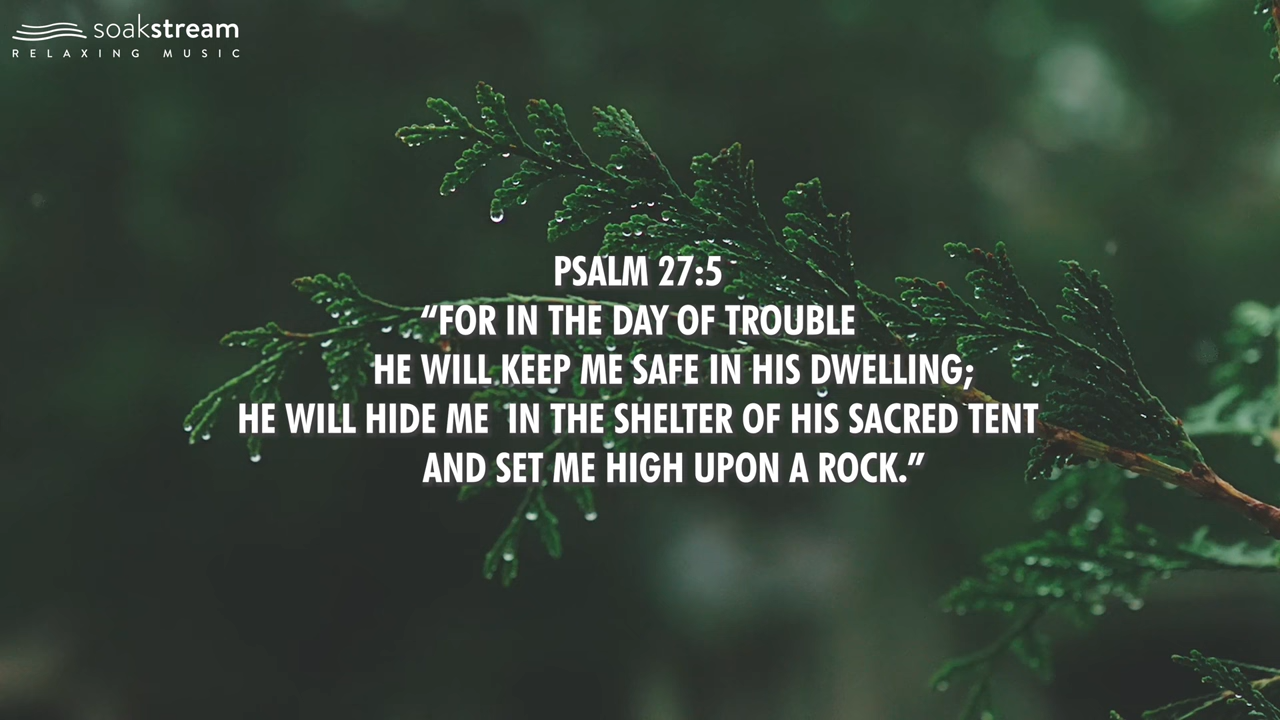 soakstream
RELAXING MUSIC
PSALM 27:5
“FOR IN THE DAY OF TROUBLE
HE WILL KEEP ME SAFE IN HIS DWELLING;
HE WILL HIDE ME IN THE SHELTER OF HIS SACRED TENT
AND SET ME HIGH UPON A ROCK.”